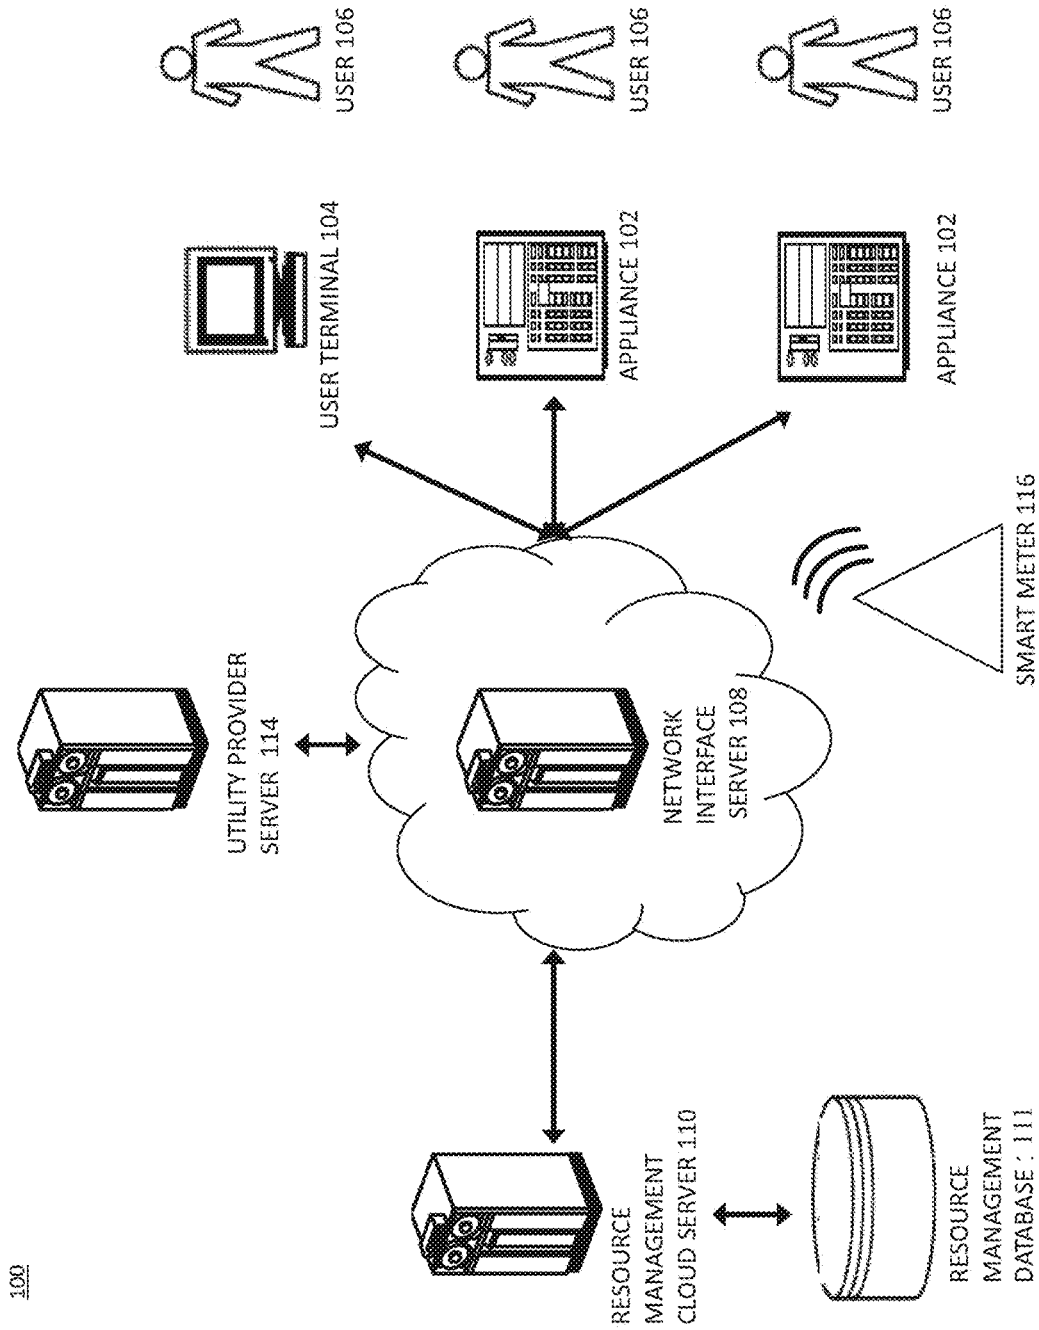 100
UTILITY PROVIDER
SERVER 114
USER TERMINAL 104
USER 106
APPLIANCE 102
USER 106
APPLIANCE 102
USER 106
NETWORK
INTERFACE
SERVER 108
SMART METER 116
RESOURCE
MANAGEMENT
CLOUD SERVER 110
RESOURCE
MANAGEMENT
DATABASE : 111